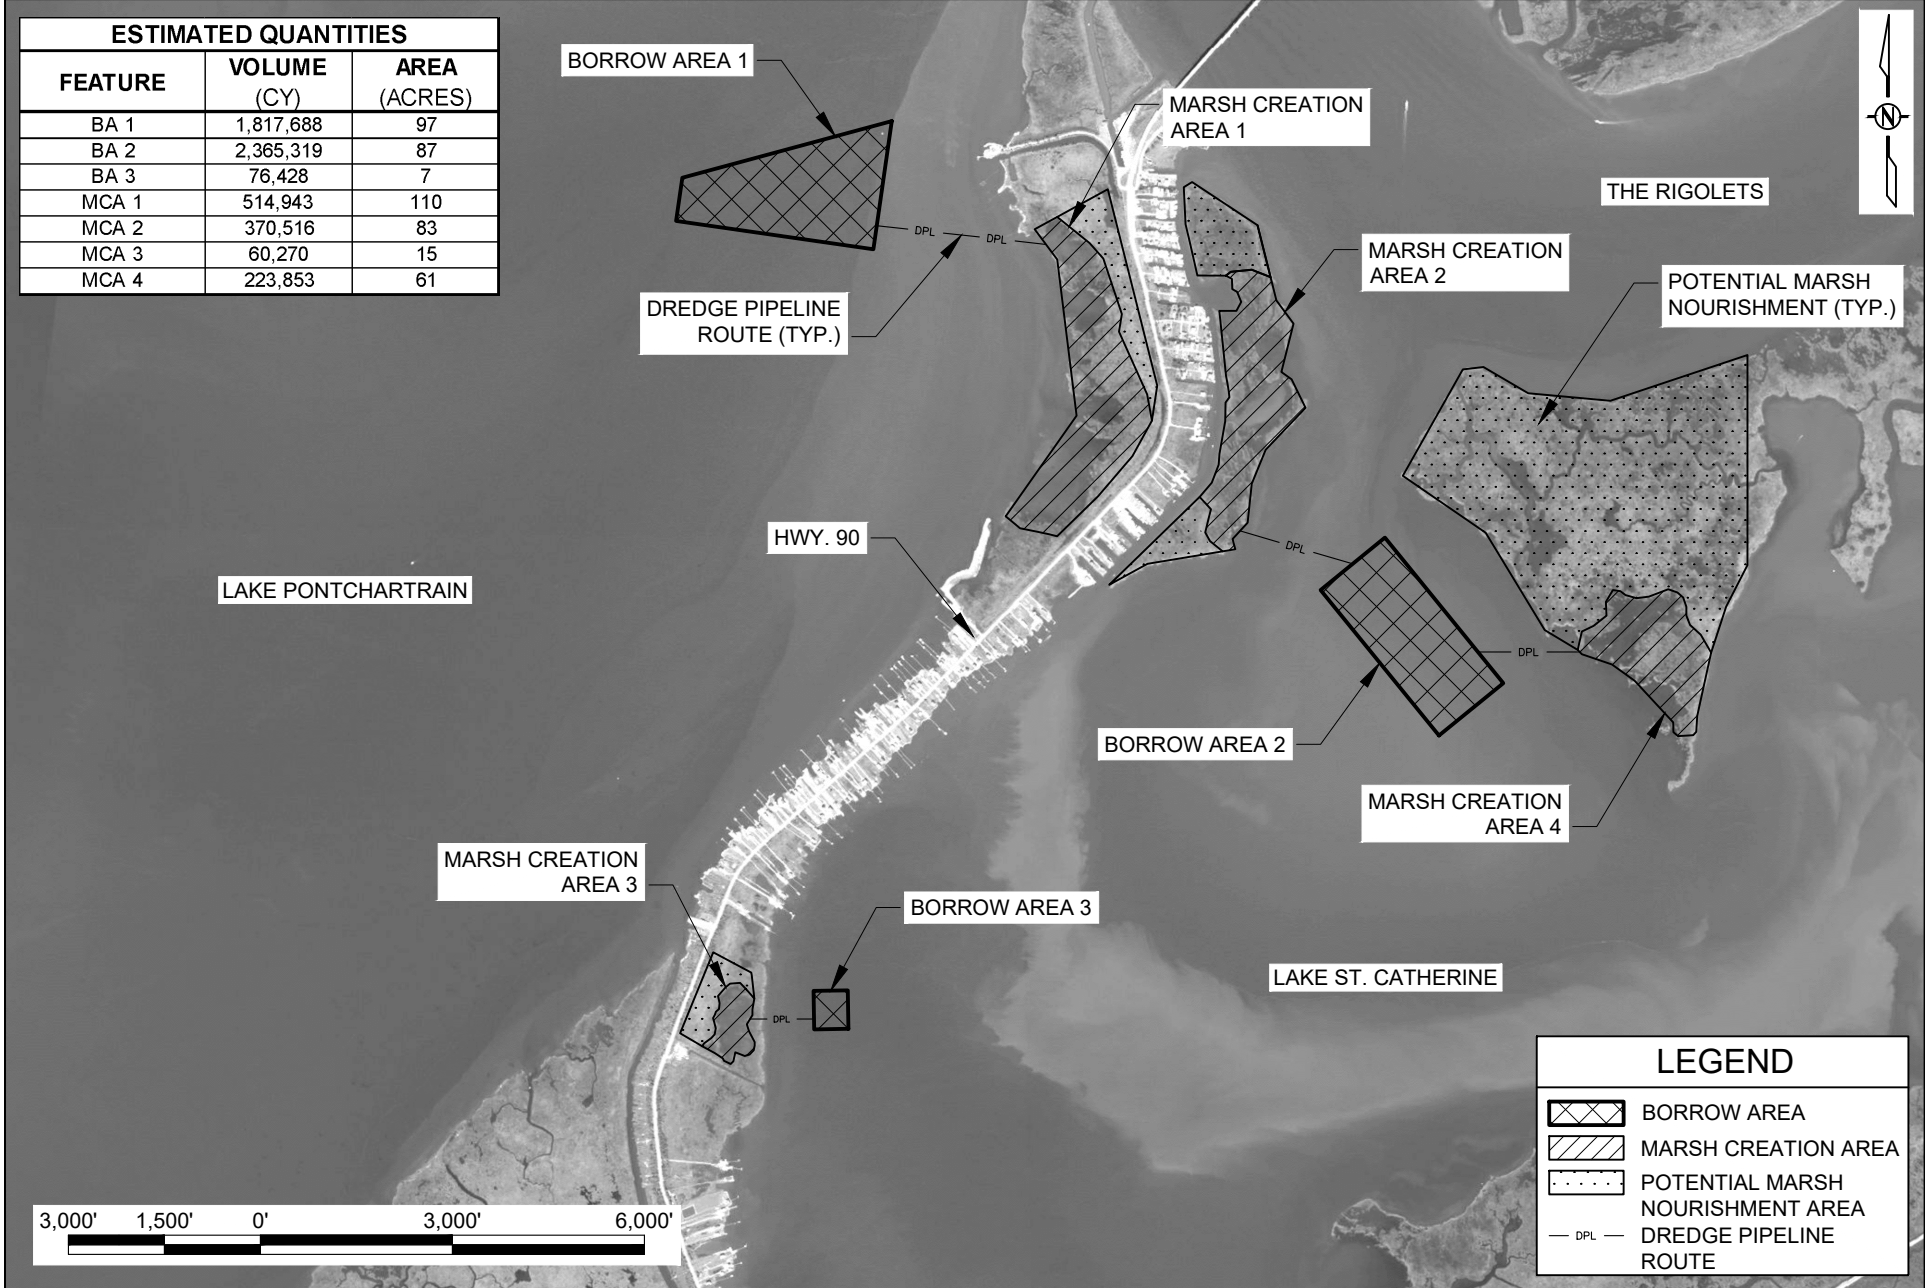 ESTIMATED QUANTITIES
FEATURE VOLUME (CY) AREA (ACRES)
BA 1 1,817,688 97
BA 2 2,365,319 87
BA 3 76,428 7
MCA 1 514,943 110
MCA 2 370,516 83
MCA 3 60,270 15
MCA 4 223,853 61
BORROW AREA 1
MARSH CREATION
AREA 1
N
THE RIGOLETS
DPL DPL
MARSH CREATION
AREA 2
POTENTIAL MARSH
NOURISHMENT (TYP.)
DREDGE PIPELINE
ROUTE (TYP.)
HWY. 90
DPL
LAKE PONTCHARTRAIN
DPL
BORROW AREA 2
MARSH CREATION
AREA 4
MARSH CREATION
AREA 3
BORROW AREA 3
LAKE ST. CATHERINE
DPL
LEGEND
BORROW AREA
MARSH CREATION AREA
POTENTIAL MARSH
NOURISHMENT AREA
DPL DREDGE PIPELINE
ROUTE
3,000' 1,500' 0' 3,000' 6,000'